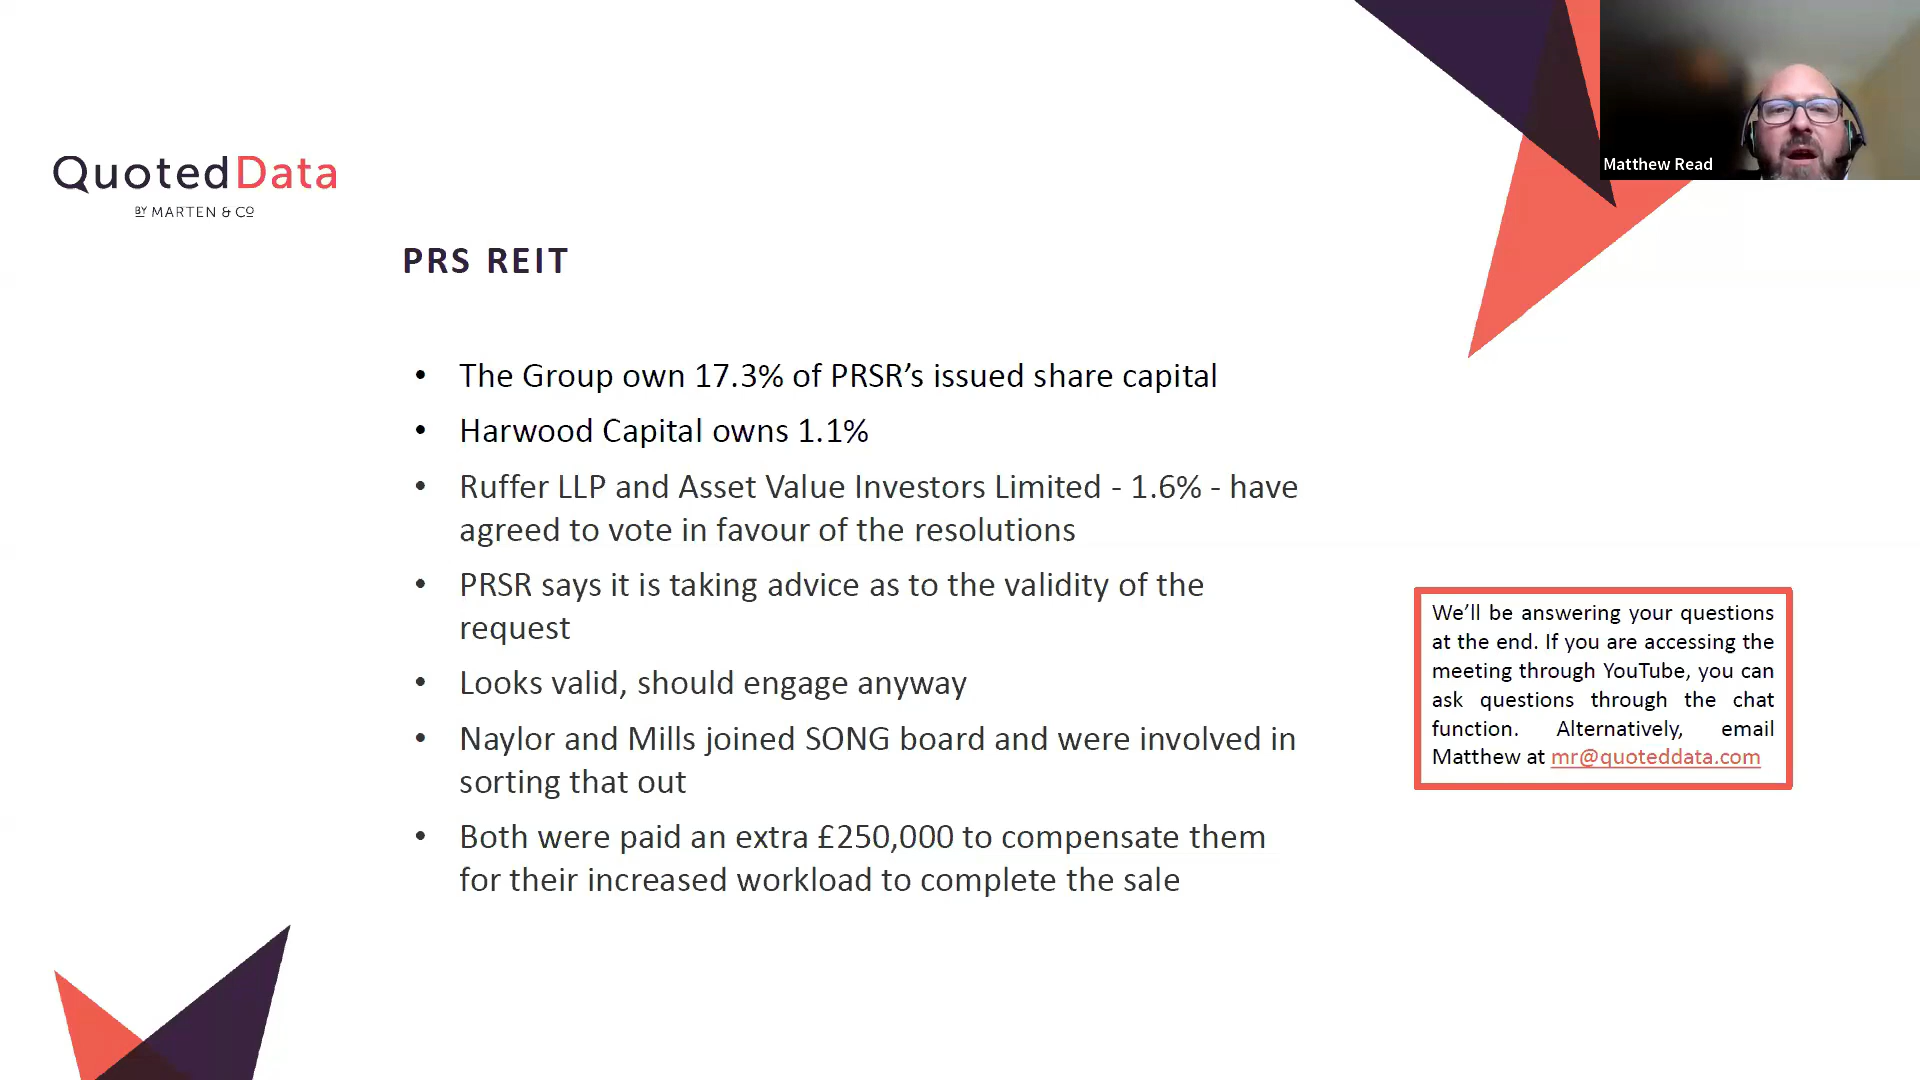 QuotedData
BY MARTEN & CO
Matthew Read
PRS REIT
• The Group own 17.3% of PRSR’s issued share capital
• Harwood Capital owns 1.1%
• Ruffer LLP and Asset Value Investors Limited - 1.6% - have
agreed to vote in favour of the resolutions
• PRSR says it is taking advice as to the validity of the
request
• Looks valid, should engage anyway
• Naylor and Mills joined SONG board and were involved in
sorting that out
• Both were paid an extra £250,000 to compensate them
for their increased workload to complete the sale
We’ll be answering your questions
at the end. If you are accessing the
meeting through YouTube, you can
ask questions through the chat
function. Alternatively, email
Matthew at mr@quoteddata.com